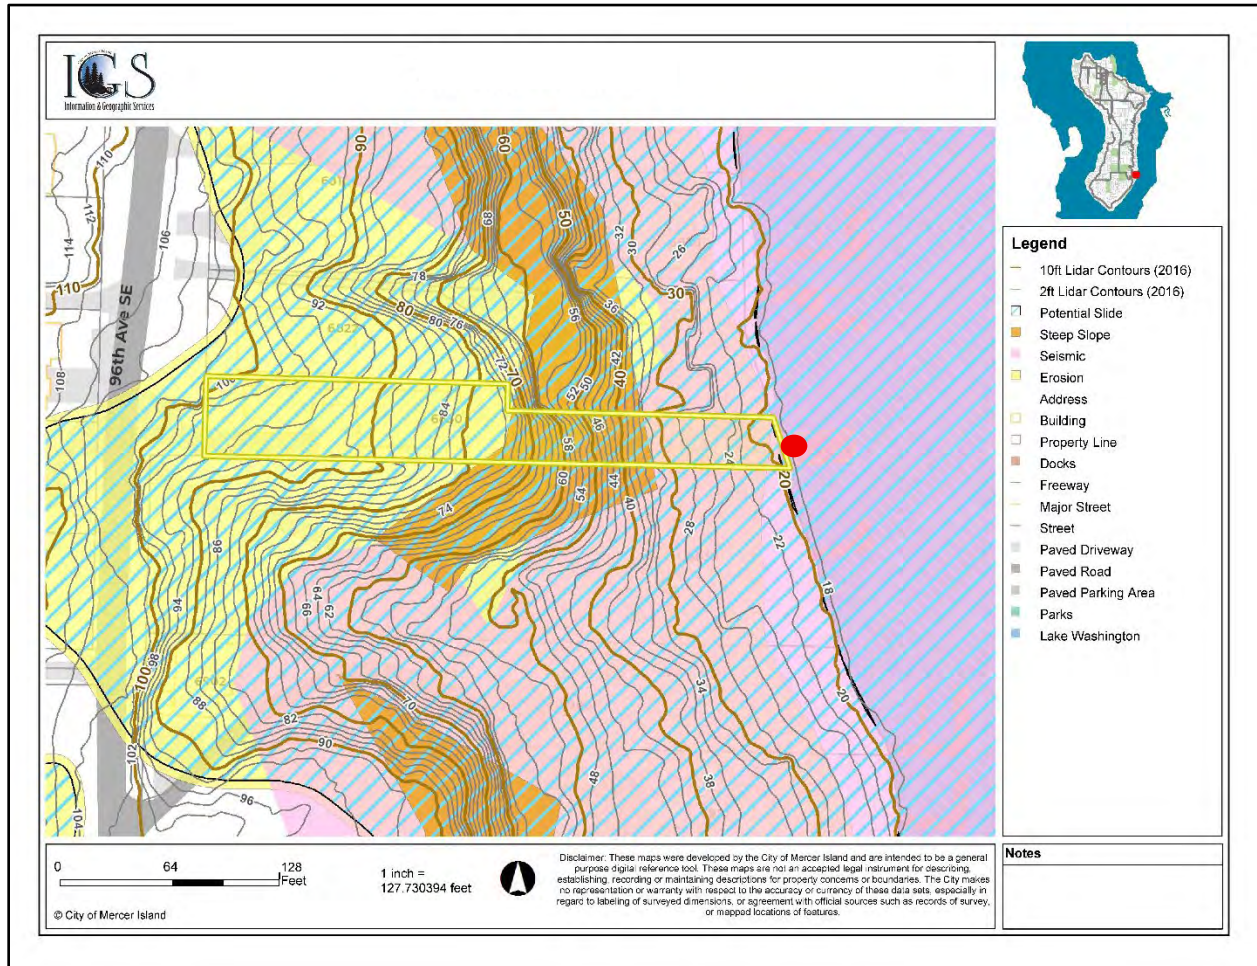 IGS
Information & Geographic Services
110
112
114
106
110
96th Ave SE
108
90
60
68
50
32
30
26
78
92
80
80
76
56
36
30
72
70
42
40
50
52
100
84
46
58
24
60
54
44
40
20
74
28
22
86
64
66
62
18
94
98
100
34
20
88
82
70
90
102
48
38
96
104
Legend
10ft Lidar Contours (2016)
2ft Lidar Contours (2016)
Potential Slide
Steep Slope
Seismic
Erosion
Address
Building
Property Line
Docks
Freeway
Major Street
Street
Paved Driveway
Paved Road
Paved Parking Area
Parks
Lake Washington
0 64 128
Feet
1 inch =
127.730394 feet
Disclaimer: These maps were developed by the City of Mercer Island and are intended to be a general
purpose digital reference tool. These maps are not an accepted legal instrument for describing,
establishing, recording or maintaining descriptions for property concerns or boundaries. The City makes
no representation or warranty with respect to the accuracy or currency of these data sets, especially in
regard to labeling of surveyed dimensions, or agreement with official sources such as records of survey,
or mapped locations of features.
© City of Mercer Island
Notes